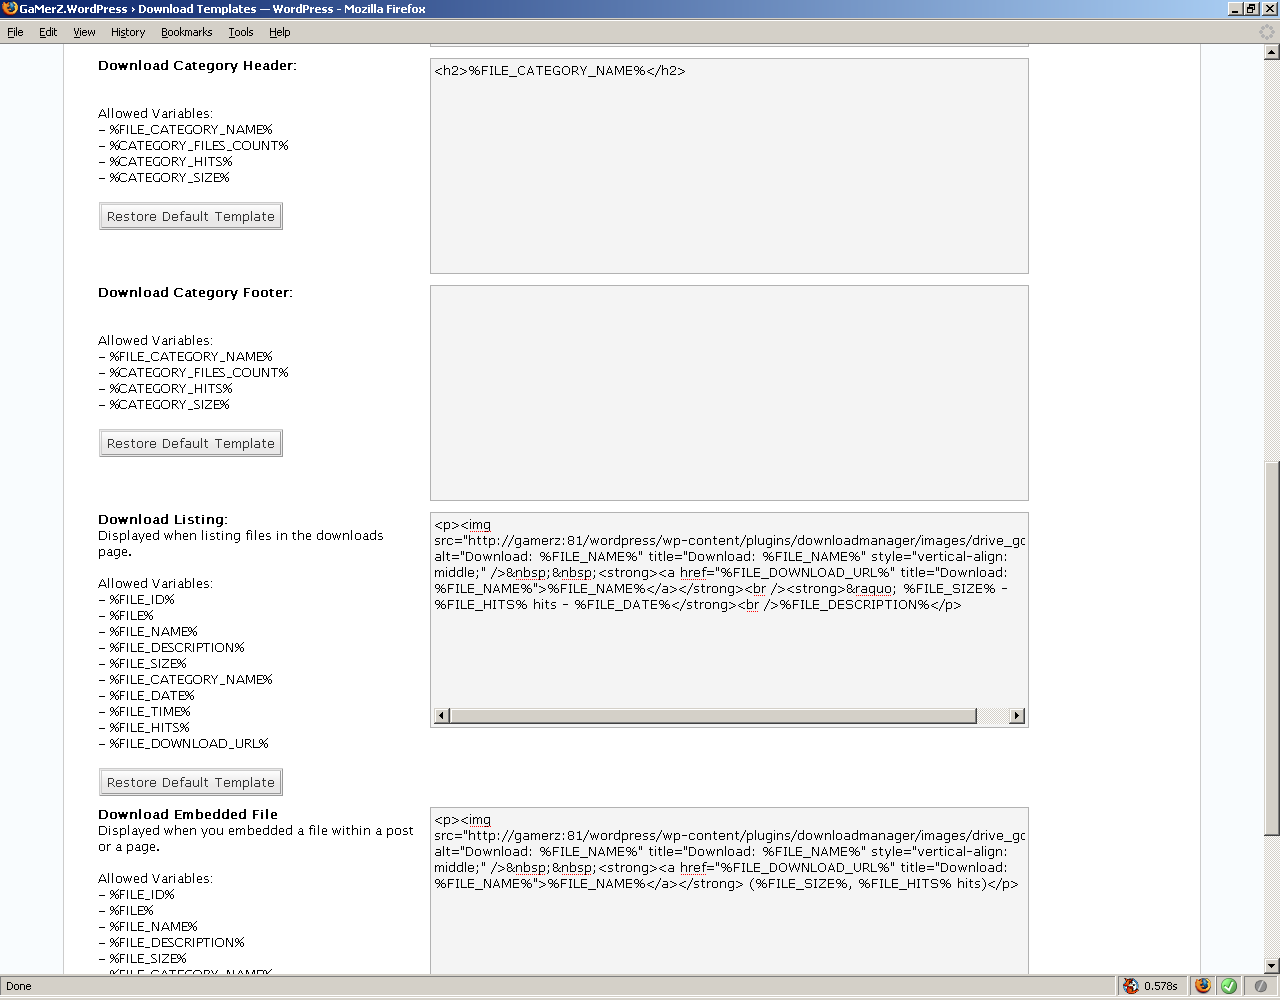 GaMerZ.WordPress › Download Templates — WordPress - Mozilla Firefox
File Edit View History Bookmarks Tools Help
Download Category Header:
<h2>%FILE_CATEGORY_NAME%</h2>
Allowed Variables:
- %FILE_CATEGORY_NAME%
- %CATEGORY_FILES_COUNT%
- %CATEGORY_HITS%
- %CATEGORY_SIZE%
Restore Default Template
Download Category Footer:
Allowed Variables:
- %FILE_CATEGORY_NAME%
- %CATEGORY_FILES_COUNT%
- %CATEGORY_HITS%
- %CATEGORY_SIZE%
Restore Default Template
Download Listing:
Displayed when listing files in the downloads
page.
Allowed Variables:
- %FILE_ID%
- %FILE%
- %FILE_NAME%
- %FILE_DESCRIPTION%
- %FILE_SIZE%
- %FILE_CATEGORY_NAME%
- %FILE_DATE%
- %FILE_TIME%
- %FILE_HITS%
- %FILE_DOWNLOAD_URL%
Restore Default Template
<p><img
src="http://gamerz:81/wordpress/wp-content/plugins/downloadmanager/images/drive_go
alt="Download: %FILE_NAME%" title="Download: %FILE_NAME%" style="vertical-align:
middle;" />&nbsp;&nbsp;<strong><a href="%FILE_DOWNLOAD_URL%" title="Download:
%FILE_NAME%">%FILE_NAME%</a></strong><br /><strong>&raquo; %FILE_SIZE% -
%FILE_HITS% hits - %FILE_DATE%</strong><br />%FILE_DESCRIPTION%</p>
Download Embedded File
Displayed when you embedded a file within a post
or a page.
Allowed Variables:
- %FILE_ID%
- %FILE%
- %FILE_NAME%
- %FILE_DESCRIPTION%
- %FILE_SIZE%
- %FILE_CATEGORY_NAME%
<p><img
src="http://gamerz:81/wordpress/wp-content/plugins/downloadmanager/images/drive_go
alt="Download: %FILE_NAME%" title="Download: %FILE_NAME%" style="vertical-align:
middle;" />&nbsp;&nbsp;<strong><a href="%FILE_DOWNLOAD_URL%" title="Download:
%FILE_NAME%">%FILE_NAME%</a></strong> (%FILE_SIZE%, %FILE_HITS% hits)</p>
Done
0.578s